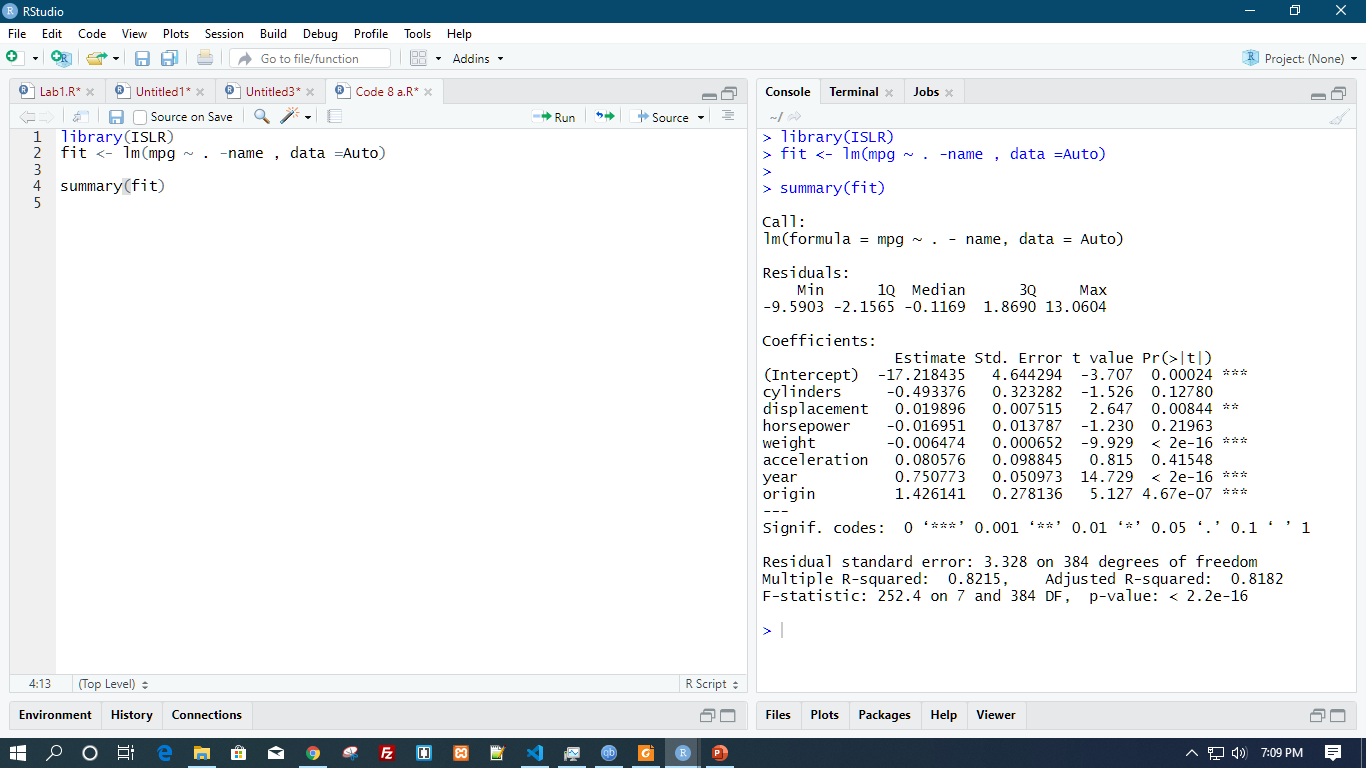 RStudio
File Edit Code View Plots Session Build Debug Profile Tools Help
Go to file/function Addins Project: (None)
Lab1.R* Untitled1* Untitled3* Code 8 a.R*
Source on Save Run Source
1 library(ISLR)
2 fit <- lm(mpg ~ . -name , data =Auto)
3
4 summary(fit)
5
4:13 (Top Level) R Script
Environment History Connections
Console Terminal Jobs
~/
> library(ISLR)
> fit <- lm(mpg ~ . -name , data =Auto)
>
> summary(fit)
Call:
lm(formula = mpg ~ . - name, data = Auto)
Residuals:
Min 1Q Median 3Q Max
-9.5903 -2.1565 -0.1169 1.8690 13.0604
Coefficients:
Estimate Std. Error t value Pr(>|t|)
(Intercept) -17.218435 4.644294 -3.707 0.00024 ***
cylinders -0.493376 0.323282 -1.526 0.12780
displacement 0.019896 0.007515 2.647 0.00844 **
horsepower -0.016951 0.013787 -1.230 0.21963
weight -0.006474 0.000652 -9.929 < 2e-16 ***
acceleration 0.080576 0.098845 0.815 0.41548
year 0.750773 0.050973 14.729 < 2e-16 ***
origin 1.426141 0.278136 5.127 4.67e-07 ***
---
Signif. codes: 0 ‘***’ 0.001 ‘**’ 0.01 ‘*’ 0.05 ‘.’ 0.1 ‘ ’ 1
Residual standard error: 3.328 on 384 degrees of freedom
Multiple R-squared: 0.8215, Adjusted R-squared: 0.8182
F-statistic: 252.4 on 7 and 384 DF, p-value: < 2.2e-16
>
Files Plots Packages Help Viewer
7:09 PM